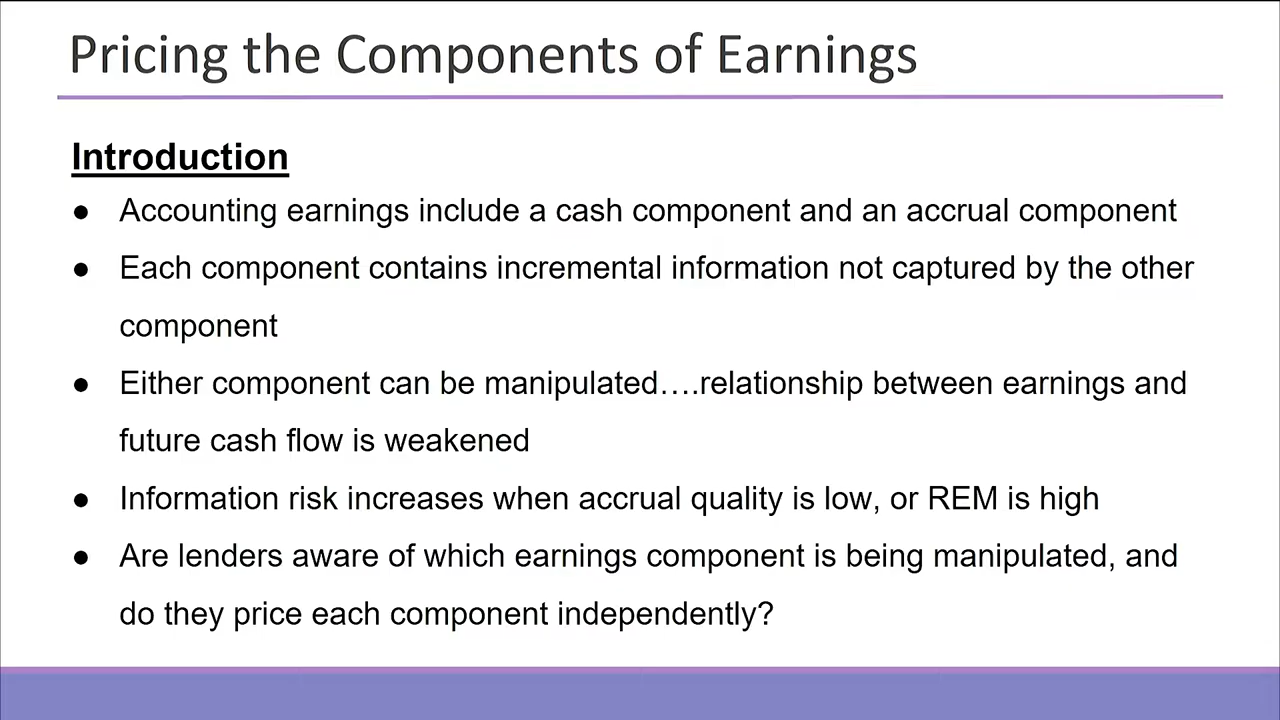 Pricing the Components of Earnings
Introduction
● Accounting earnings include a cash component and an accrual component
● Each component contains incremental information not captured by the other
component
● Either component can be manipulated….relationship between earnings and
future cash flow is weakened
● Information risk increases when accrual quality is low, or REM is high
● Are lenders aware of which earnings component is being manipulated, and
do they price each component independently?